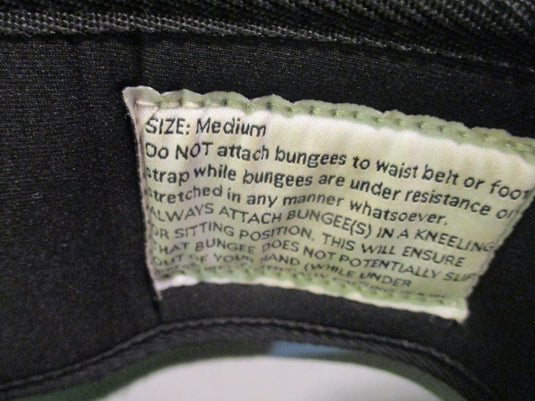 SIZE: Medium
Do NOT attach bungees to waist belt or foot
strap while bungees are under resistance or
stretched in any manner whatsoever.
ALWAYS ATTACH BUNGEE(S) IN A KNEELING
OR SITTING POSITION, THIS WILL ENSURE
THAT BUNGEE DOES NOT POTENTIALLY SLIP
OUT OF YOUR HAND (WHILE UNDER